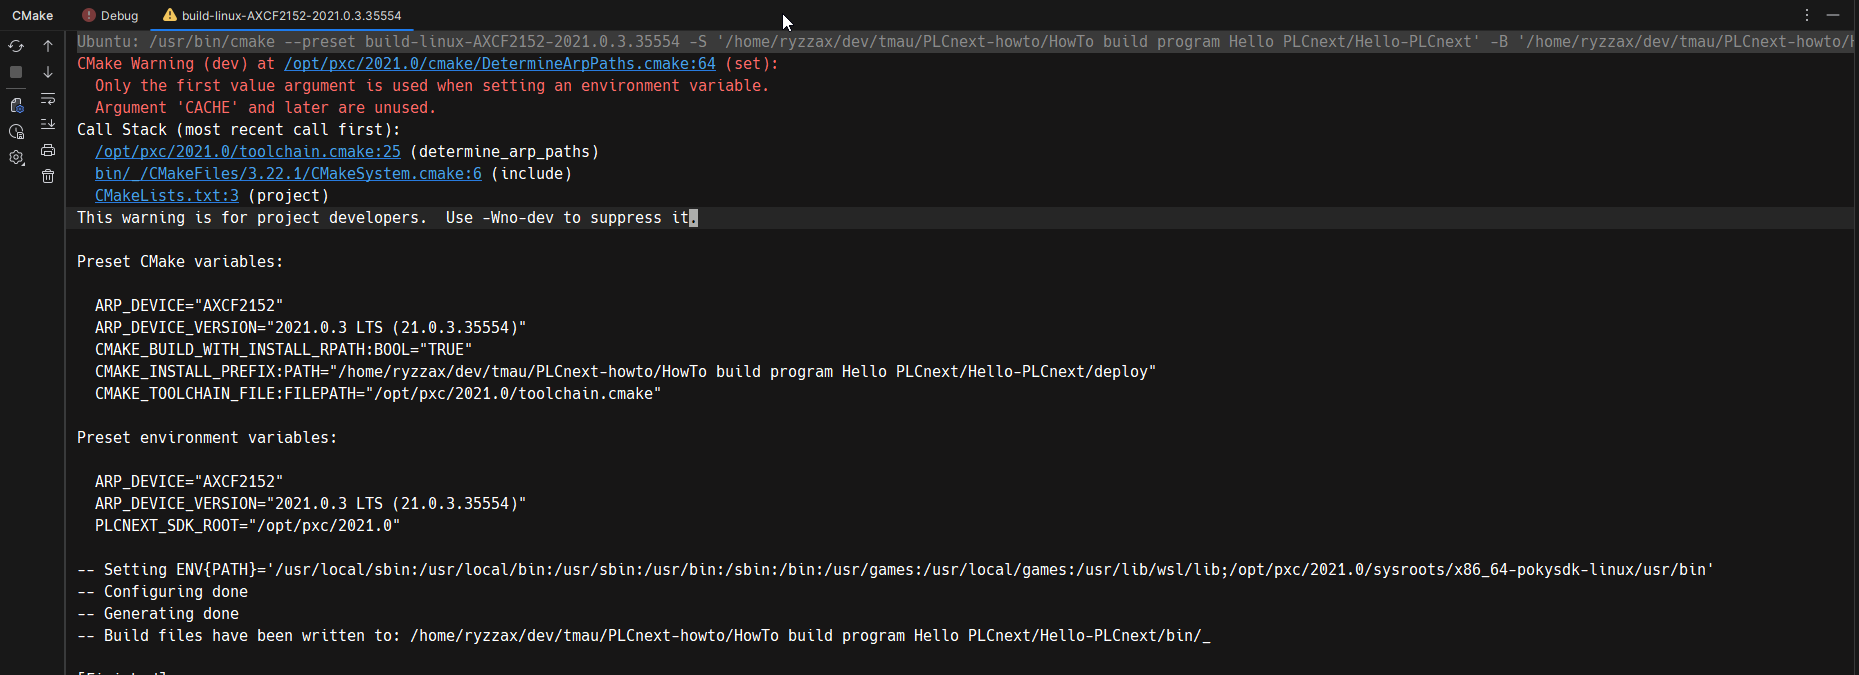 CMake Debug build-linux-AXCF2152-2021.0.3.35554
Ubuntu: /usr/bin/cmake --preset build-linux-AXCF2152-2021.0.3.35554 -S '/home/ryzzax/dev/tmau/PLCnext-howto/HowTo build program Hello PLCnext/Hello-PLCnext' -B '/home/ryzzax/dev/tmau/PLCnext-howto/
CMake Warning (dev) at /opt/pxc/2021.0/cmake/DetermineArpPaths.cmake:64 (set):
Only the first value argument is used when setting an environment variable.
Argument 'CACHE' and later are unused.
Call Stack (most recent call first):
/opt/pxc/2021.0/toolchain.cmake:25 (determine_arp_paths)
bin/_/CMakeFiles/3.22.1/CMakeSystem.cmake:6 (include)
CMakeLists.txt:3 (project)
This warning is for project developers.  Use -Wno-dev to suppress it.
Preset CMake variables:
ARP_DEVICE="AXCF2152"
ARP_DEVICE_VERSION="2021.0.3 LTS (21.0.3.35554)"
CMAKE_BUILD_WITH_INSTALL_RPATH:BOOL="TRUE"
CMAKE_INSTALL_PREFIX:PATH="/home/ryzzax/dev/tmau/PLCnext-howto/HowTo build program Hello PLCnext/Hello-PLCnext/deploy"
CMAKE_TOOLCHAIN_FILE:FILEPATH="/opt/pxc/2021.0/toolchain.cmake"
Preset environment variables:
ARP_DEVICE="AXCF2152"
ARP_DEVICE_VERSION="2021.0.3 LTS (21.0.3.35554)"
PLCNEXT_SDK_ROOT="/opt/pxc/2021.0"
-- Setting ENV{PATH}='/usr/local/sbin:/usr/local/bin:/usr/sbin:/usr/bin:/sbin:/bin:/usr/games:/usr/local/games:/usr/lib/wsl/lib;/opt/pxc/2021.0/sysroots/x86_64-pokysdk-linux/usr/bin'
-- Configuring done
-- Generating done
-- Build files have been written to: /home/ryzzax/dev/tmau/PLCnext-howto/HowTo build program Hello PLCnext/Hello-PLCnext/bin/_